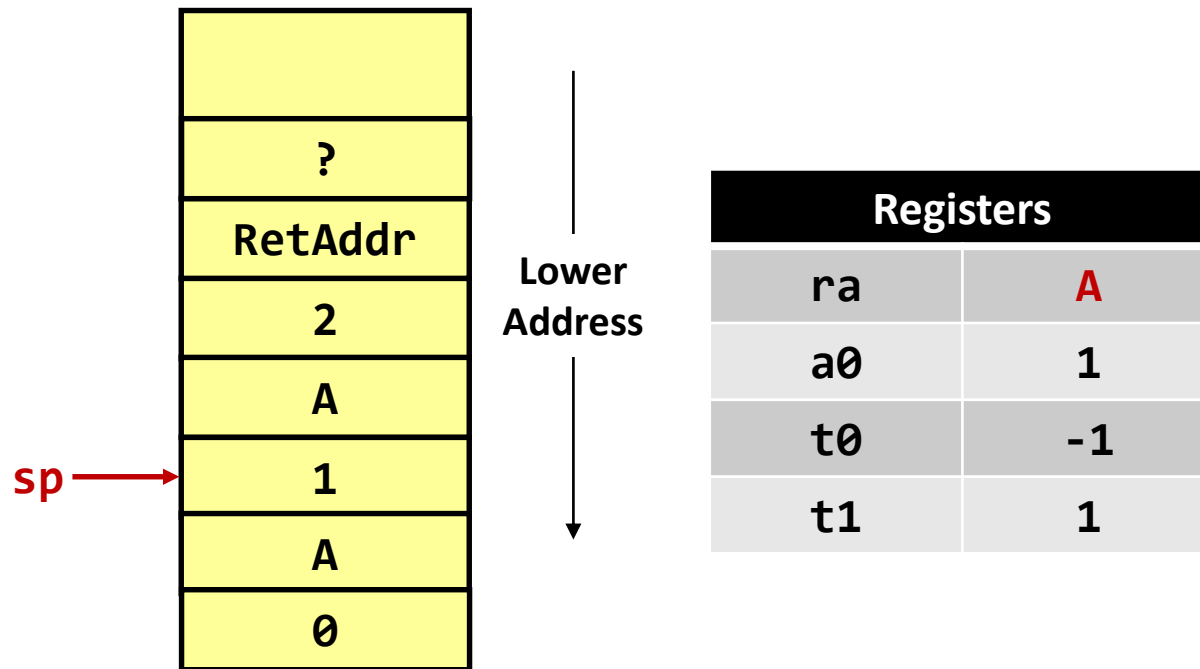 ?
RetAddr
2
A
sp
1
A
0
Lower
Address
Registers
ra A
a0 1
t0 -1
t1 1